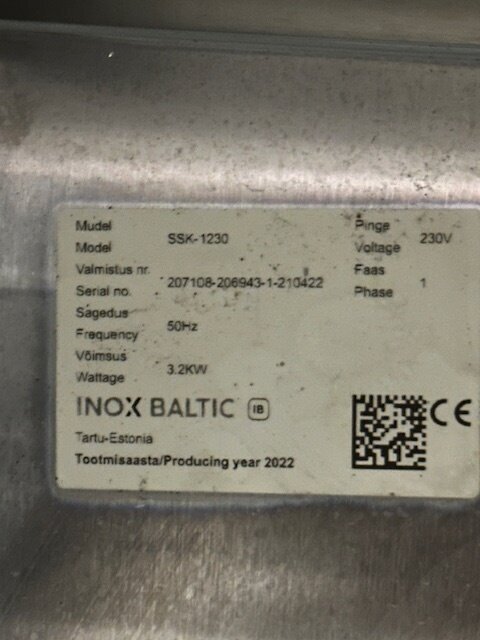 Mudel
Model
SSK-1230
Pinge
Voltage
230V
Valmistus nr.
Serial no.
207108-206943-1-210422
Faas
Phase
1
Sagedus
Frequency
50Hz
Võimsus
Wattage
3.2KW
INOX BALTIC IB
CE
Tartu-Estonia
Tootmisaasta/Producing year 2022